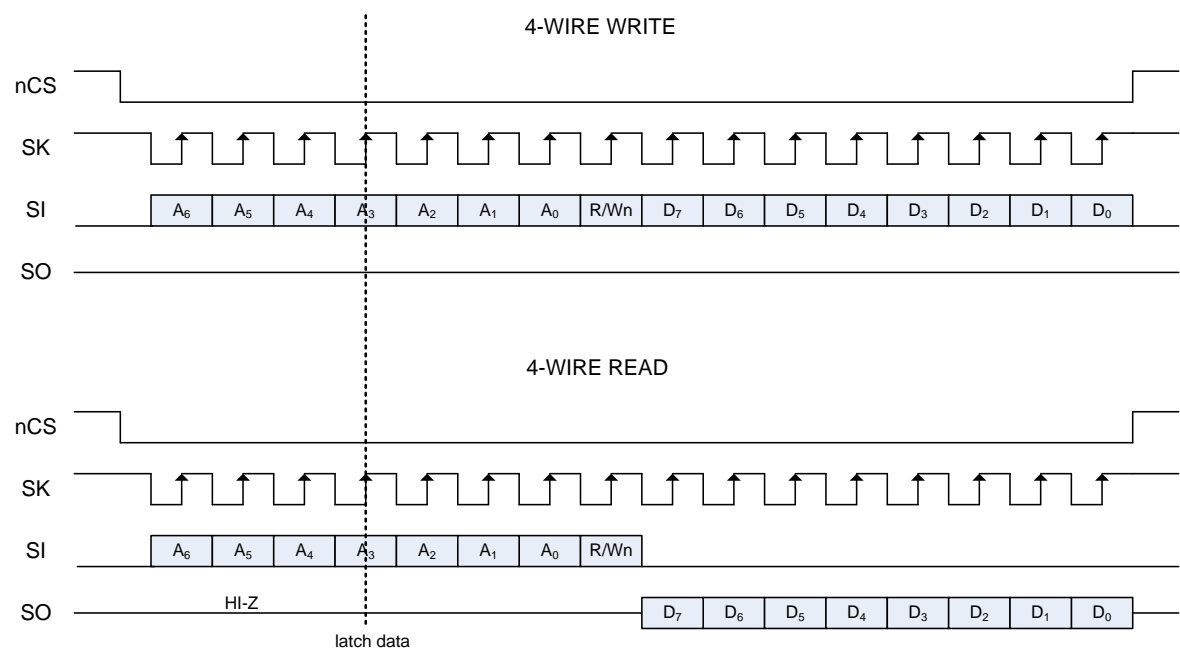 4-WIRE WRITE
nCS
SK
SI A₆ A₅ A₄ A₃ A₂ A₁ A₀ R/Wn D₇ D₆ D₅ D₄ D₃ D₂ D₁ D₀
SO
4-WIRE READ
nCS
SK
SI A₆ A₅ A₄ A₃ A₂ A₁ A₀ R/Wn
SO HI-Z D₇ D₆ D₅ D₄ D₃ D₂ D₁ D₀
latch data